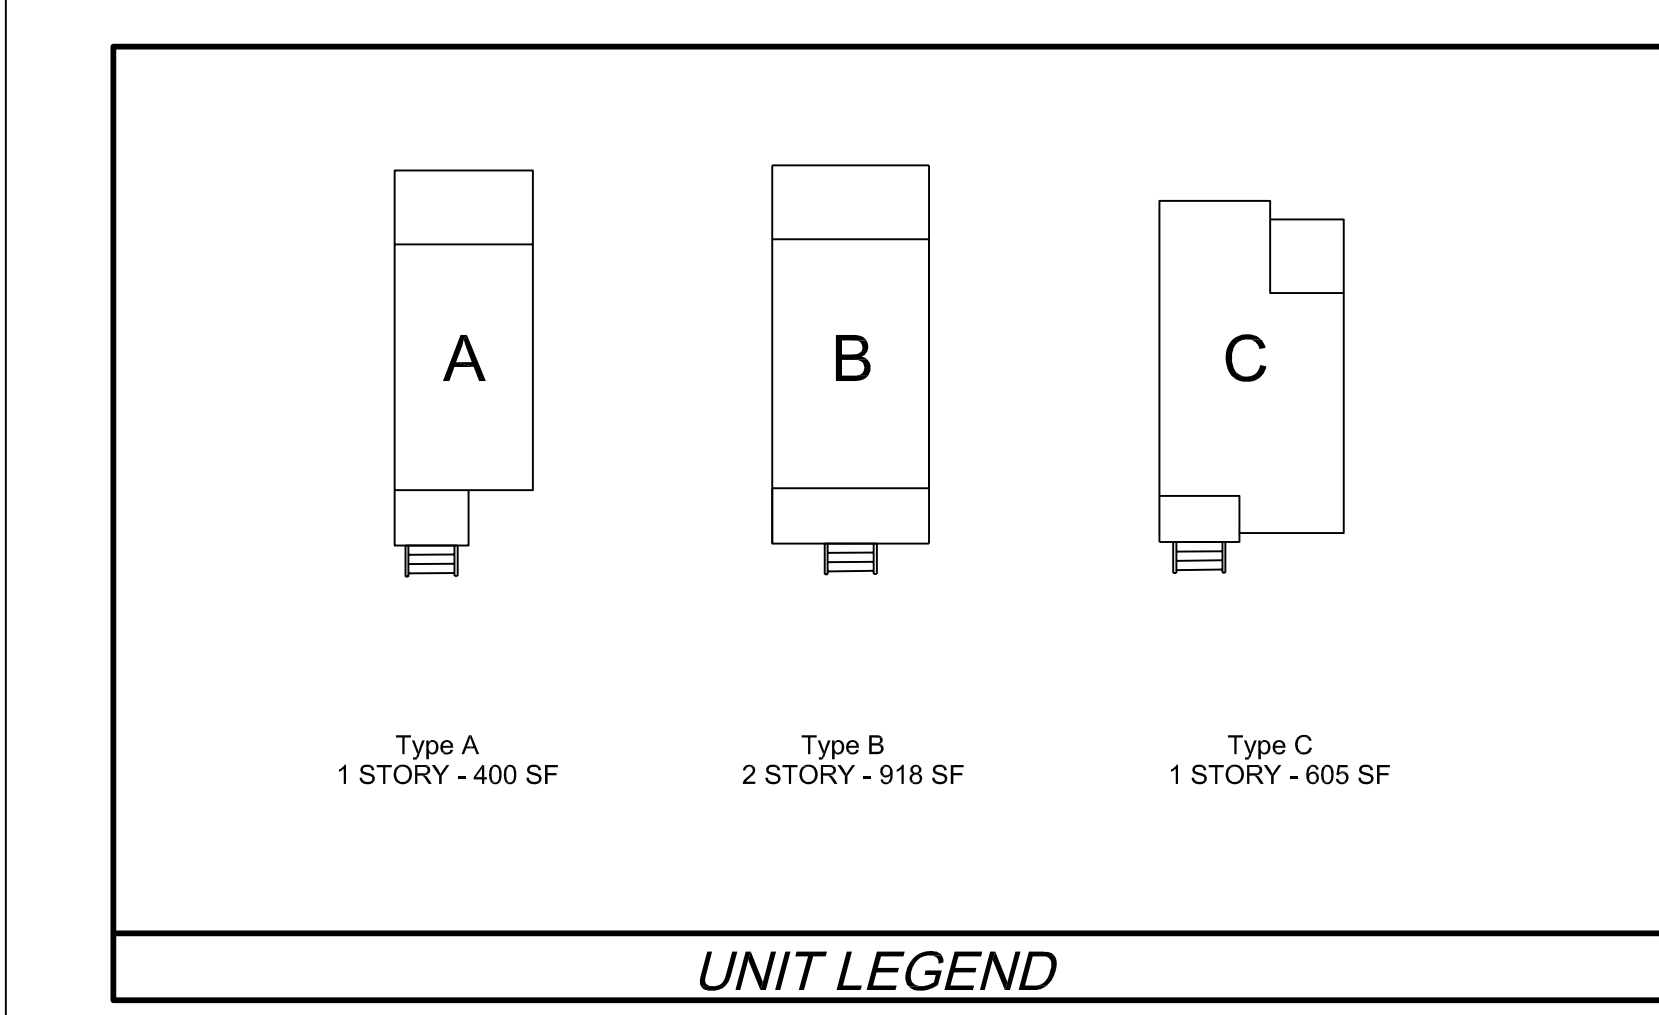 A
B
C
Type A
1 STORY - 400 SF
Type B
2 STORY - 918 SF
Type C
1 STORY - 605 SF
UNIT LEGEND